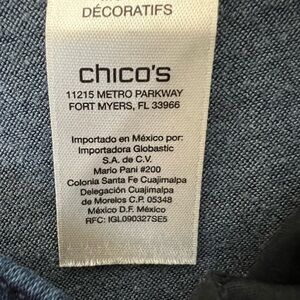 DÉCORATIFS
chico's
11215 METRO PARKWAY
FORT MYERS, FL 33966
Importado en México por:
Importadora Globastic
S.A. de C.V.
Mario Pani #200
Colonia Santa Fe Cuajimalpa
Delegación Cuajimalpa
de Morelos C.P. 05348
México D.F. México
RFC: IGL090327SE5